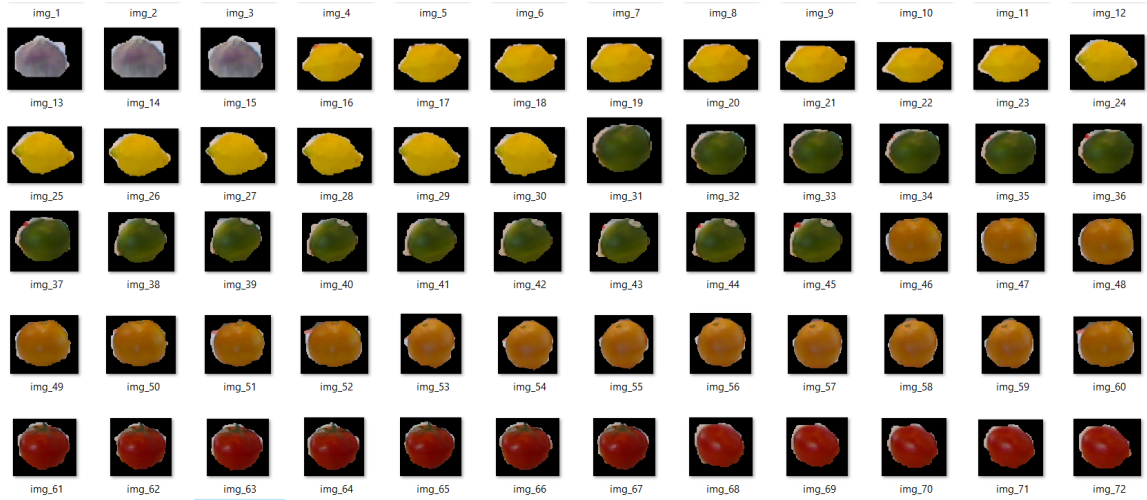 img_1 img_2 img_3 img_4 img_5 img_6 img_7 img_8 img_9 img_10 img_11 img_12
img_13 img_14 img_15 img_16 img_17 img_18 img_19 img_20 img_21 img_22 img_23 img_24
img_25 img_26 img_27 img_28 img_29 img_30 img_31 img_32 img_33 img_34 img_35 img_36
img_37 img_38 img_39 img_40 img_41 img_42 img_43 img_44 img_45 img_46 img_47 img_48
img_49 img_50 img_51 img_52 img_53 img_54 img_55 img_56 img_57 img_58 img_59 img_60
img_61 img_62 img_63 img_64 img_65 img_66 img_67 img_68 img_69 img_70 img_71 img_72